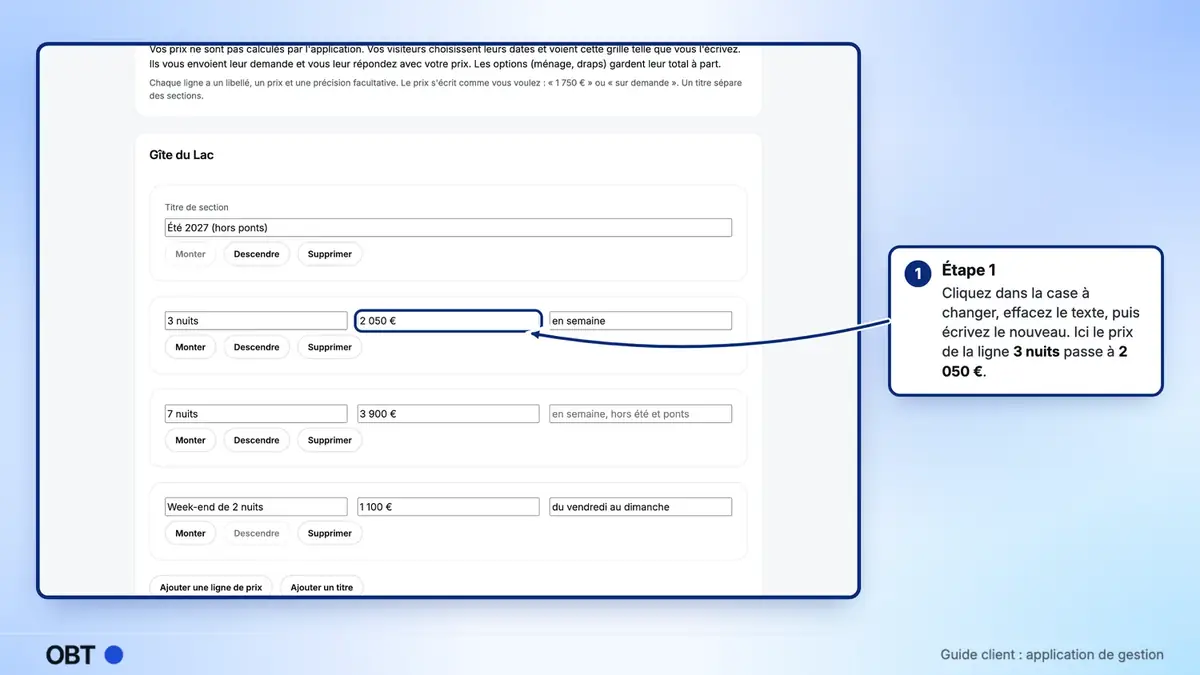 Vos prix ne sont pas calculés par l'application. Vos visiteurs choisissent leurs dates et voient cette grille telle que vous l'écrivez.
Ils vous envoient leur demande et vous leur répondez avec votre prix. Les options (ménage, draps) gardent leur total à part.
Chaque ligne a un libellé, un prix et une précision facultative. Le prix s'écrit comme vous voulez : « 1 750 € » ou « sur demande ». Un titre sépare
des sections.
Gîte du Lac
Titre de section
Été 2027 (hors ponts)
Monter Descendre Supprimer
3 nuits 2 050 € en semaine
Monter Descendre Supprimer
7 nuits 3 900 € en semaine, hors été et ponts
Monter Descendre Supprimer
Week-end de 2 nuits 1 100 € du vendredi au dimanche
Monter Descendre Supprimer
Ajouter une ligne de prix Ajouter un titre
1 Étape 1
Cliquez dans la case à
changer, effacez le texte, puis
écrivez le nouveau. Ici le prix
de la ligne 3 nuits passe à 2
050 €.
OBT
Guide client : application de gestion